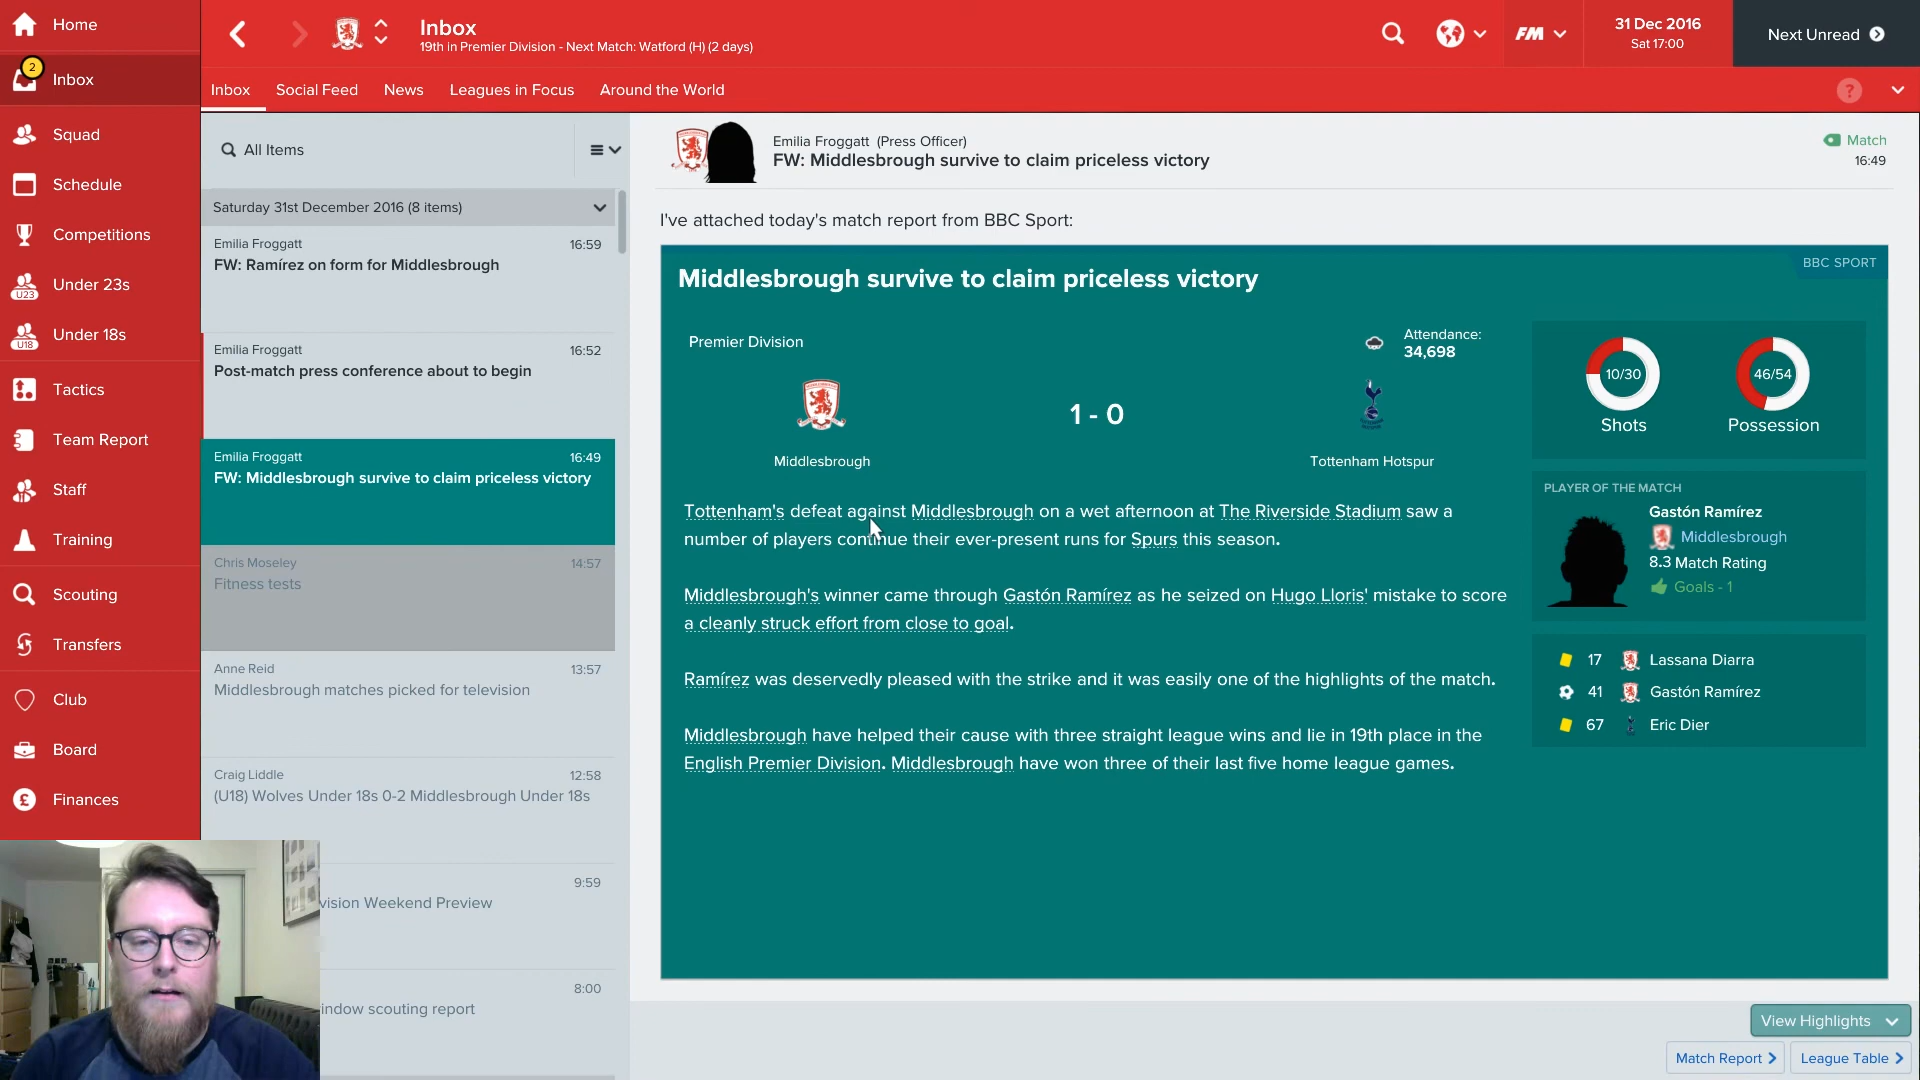 Home
2
Inbox
Squad
Schedule
Competitions
U23
Under 23s
U18
Under 18s
Tactics
Team Report
Staff
Training
Scouting
Transfers
Club
Board
£
Finances
Inbox
19th in Premier Division - Next Match: Watford (H) (2 days)
FM
31 Dec 2016
Sat 17:00
Next Unread
Inbox
Social Feed
News
Leagues in Focus
Around the World
?
All Items
Saturday 31st December 2016 (8 items)
Emilia Froggatt 16:59
FW: Ramírez on form for Middlesbrough
Emilia Froggatt 16:52
Post-match press conference about to begin
Emilia Froggatt 16:49
FW: Middlesbrough survive to claim priceless victory
Chris Moseley 14:57
Fitness tests
Anne Reid 13:57
Middlesbrough matches picked for television
Craig Liddle 12:58
(U18) Wolves Under 18s 0-2 Middlesbrough Under 18s
9:59
vision Weekend Preview
8:00
indow scouting report
Emilia Froggatt (Press Officer)
FW: Middlesbrough survive to claim priceless victory
Match
16:49
I've attached today's match report from BBC Sport:
BBC SPORT
Middlesbrough survive to claim priceless victory
Premier Division
Attendance:
34,698
1 - 0
Middlesbrough
Tottenham Hotspur
Tottenham's defeat against Middlesbrough on a wet afternoon at The Riverside Stadium saw a
number of players continue their ever-present runs for Spurs this season.
Middlesbrough's winner came through Gastón Ramírez as he seized on Hugo Lloris' mistake to score
a cleanly struck effort from close to goal.
Ramírez was deservedly pleased with the strike and it was easily one of the highlights of the match.
Middlesbrough have helped their cause with three straight league wins and lie in 19th place in the
English Premier Division. Middlesbrough have won three of their last five home league games.
10/30
Shots
46/54
Possession
PLAYER OF THE MATCH
Gastón Ramírez
Middlesbrough
8.3 Match Rating
Goals - 1
17 Lassana Diarra
41 Gastón Ramírez
67 Eric Dier
View Highlights
Match Report
League Table